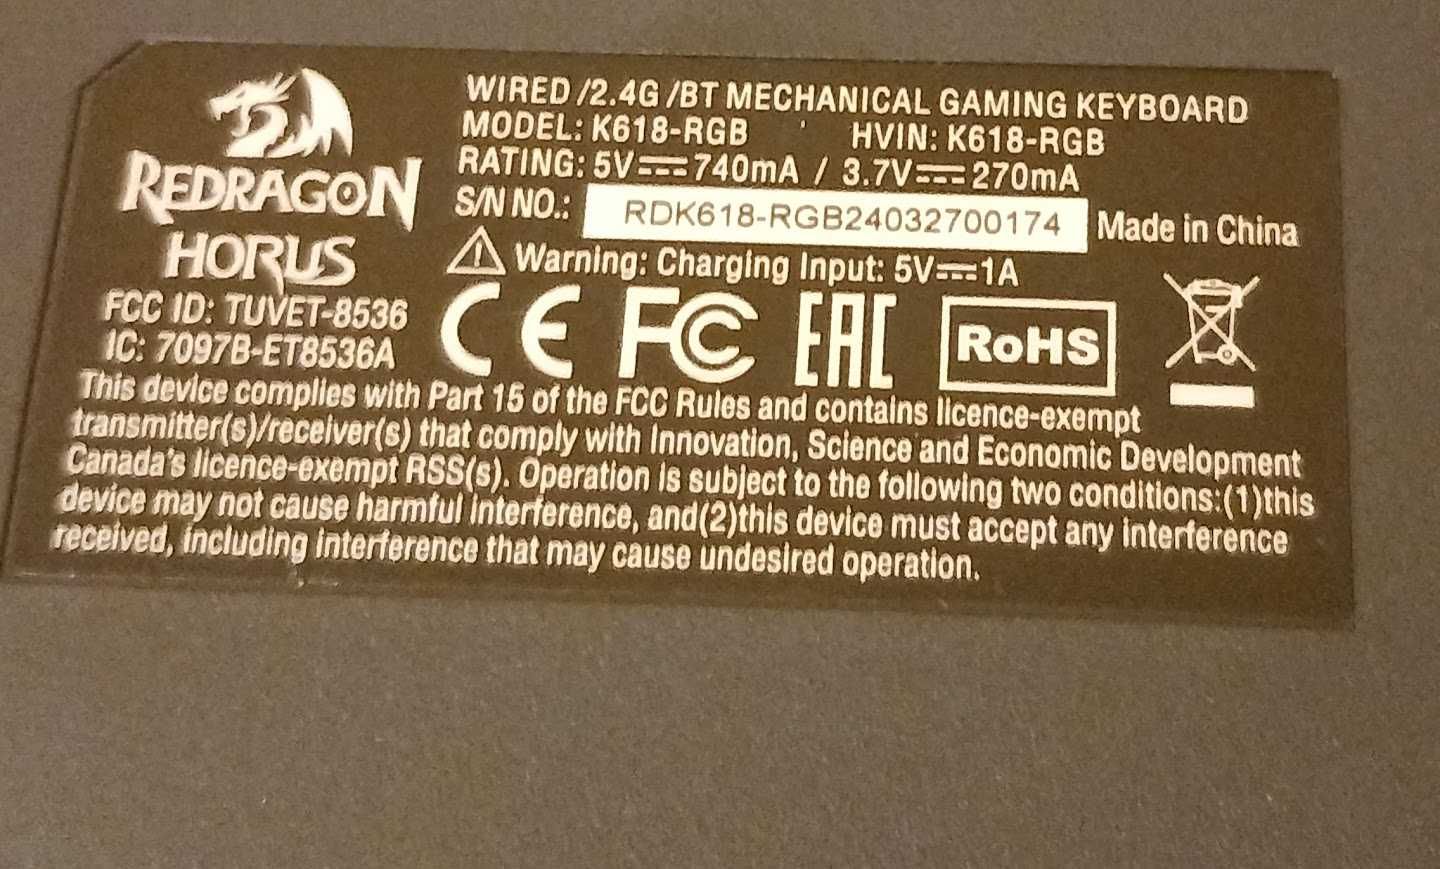 WIRED /2.4G /BT MECHANICAL GAMING KEYBOARD
MODEL: K618-RGB HVIN: K618-RGB
RATING: 5V⎓740mA / 3.7V⎓270mA
S/N NO.: RDK618-RGB24032700174 Made in China
Warning: Charging Input: 5V⎓1A
REDRAGON
HORUS
FCC ID: TUVET-8536
IC: 7097B-ET8536A
CE FC EAC RoHS
This device complies with Part 15 of the FCC Rules and contains licence-exempt
transmitter(s)/receiver(s) that comply with Innovation, Science and Economic Development
Canada's licence-exempt RSS(s). Operation is subject to the following two conditions:(1)this
device may not cause harmful interference, and(2)this device must accept any interference
received, including interference that may cause undesired operation.